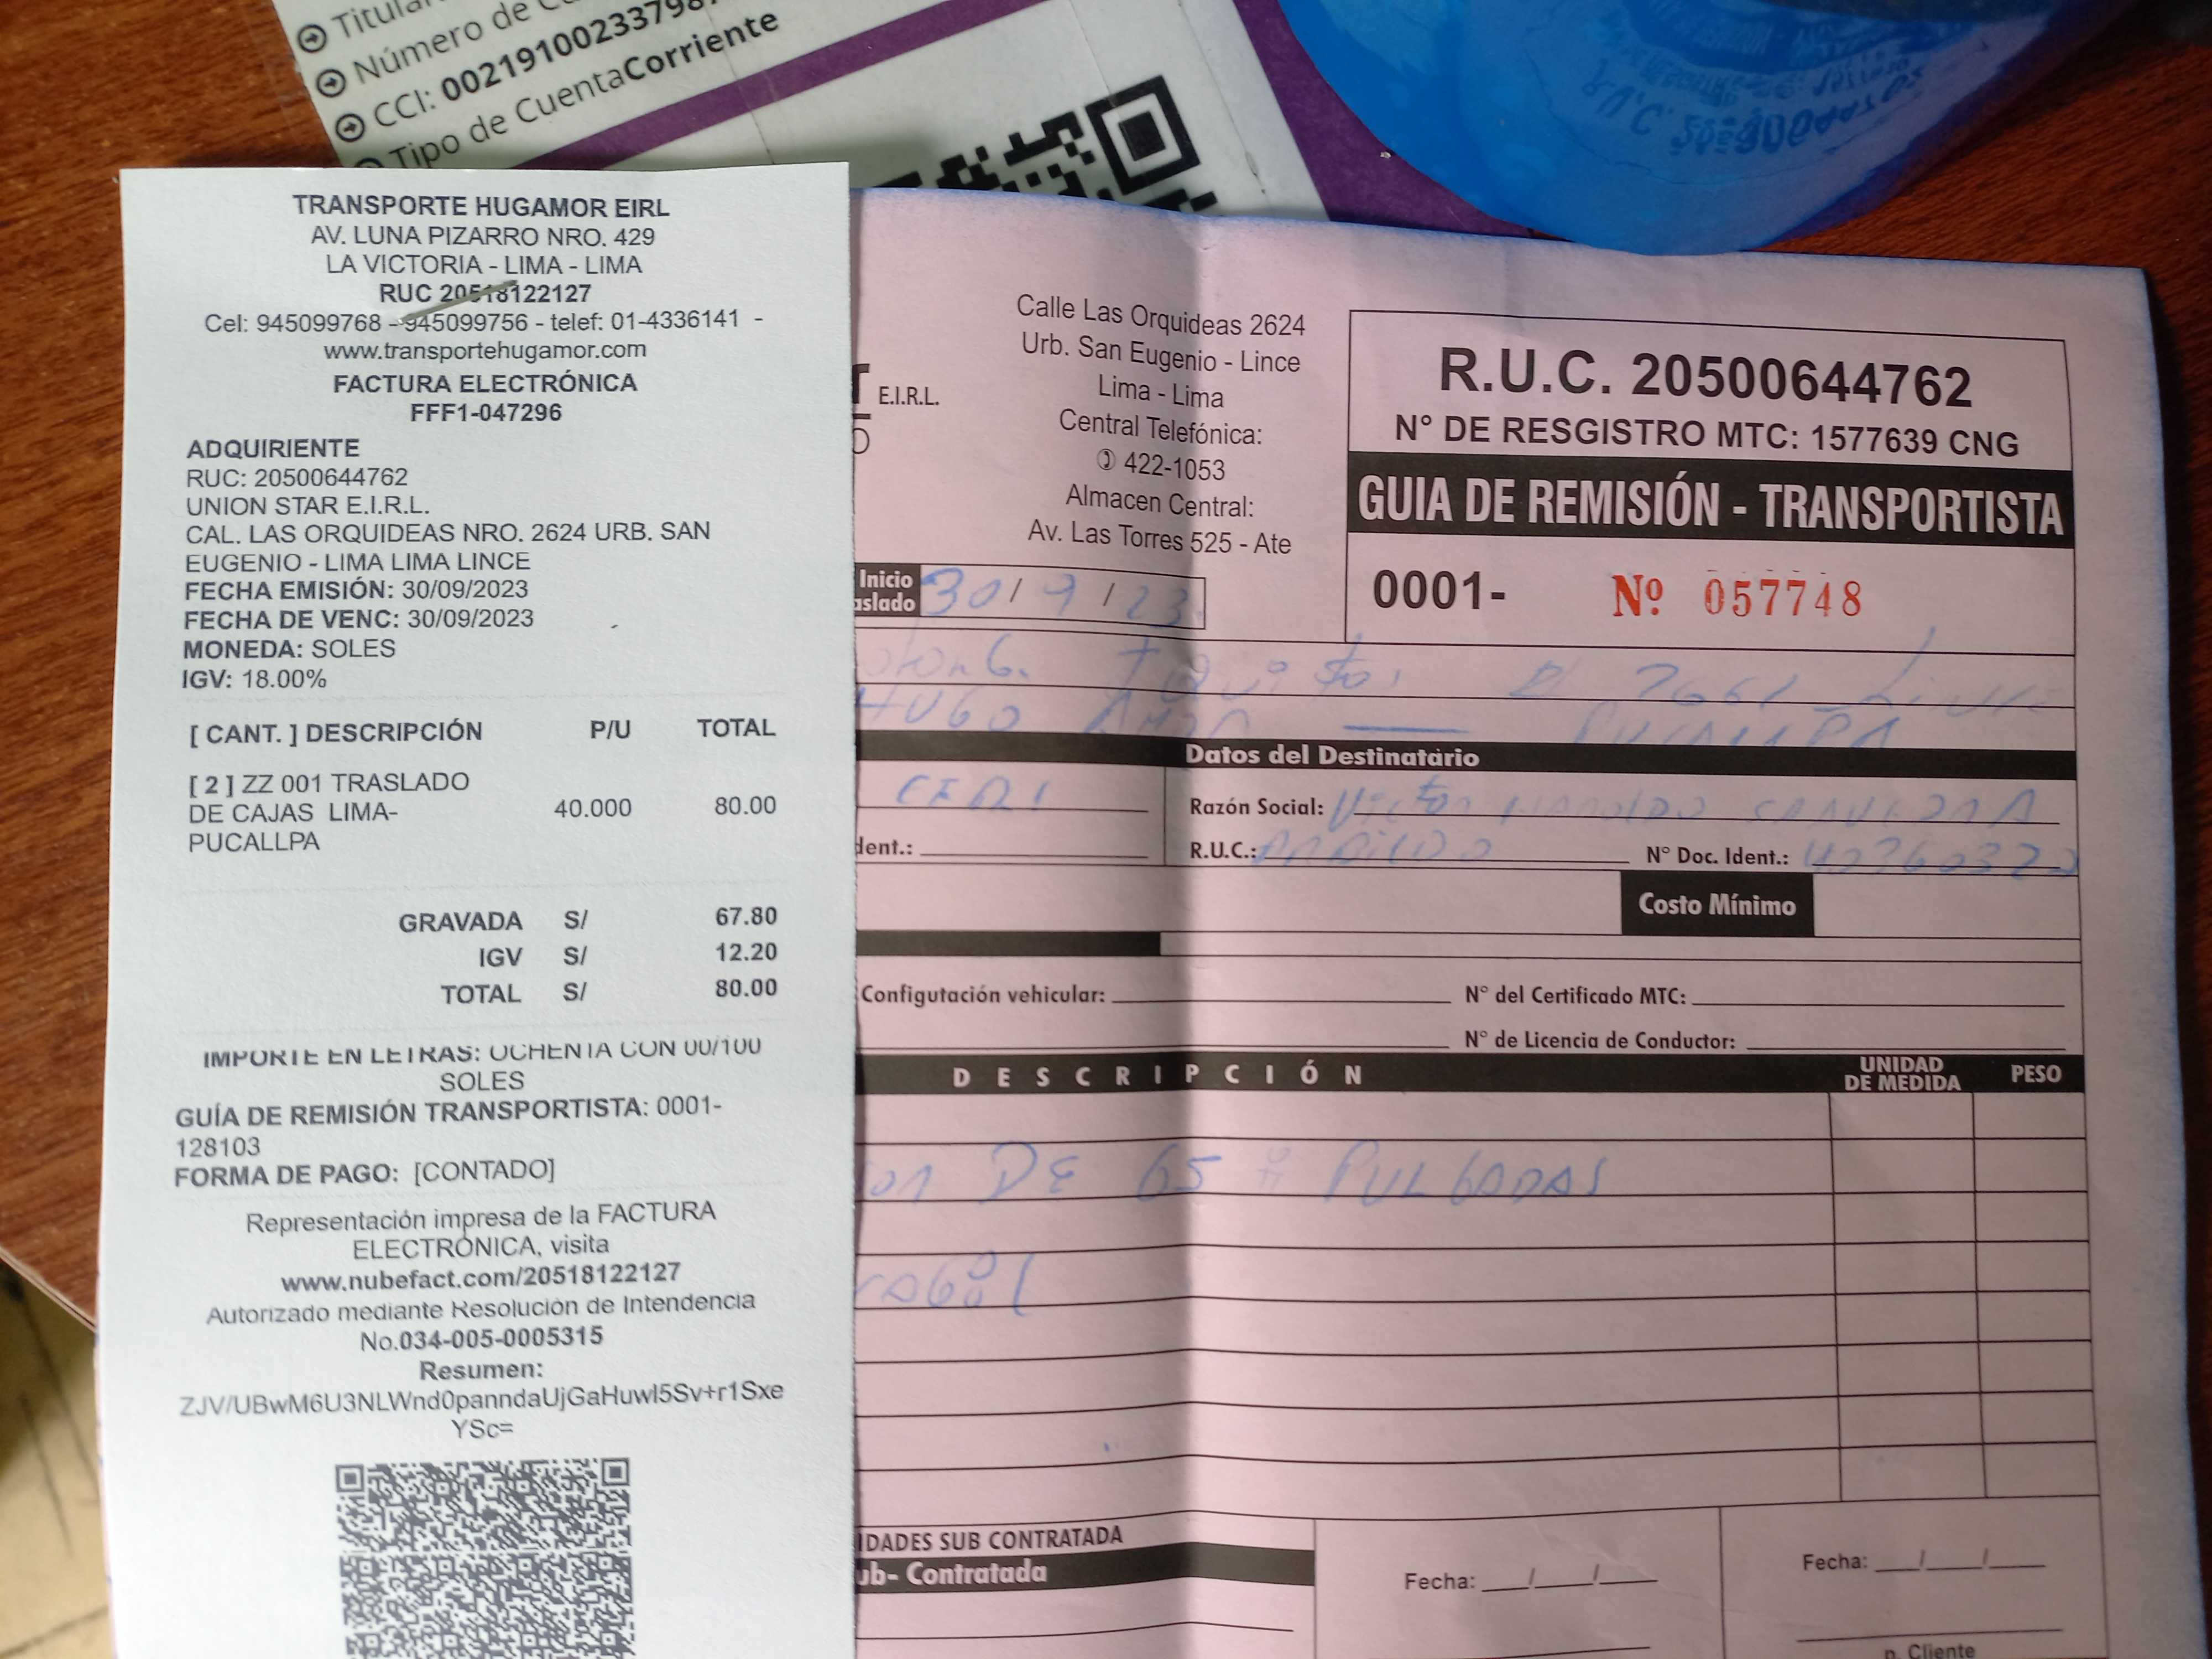 Titular
Número de
CCI: 0021910023379
Tipo de CuentaCorriente
TRANSPORTE HUGAMOR EIRL
AV. LUNA PIZARRO NRO. 429
LA VICTORIA - LIMA - LIMA
RUC 20518122127
Cel: 945099768 - 945099756 - telef: 01-4336141 -
www.transportehugamor.com
FACTURA ELECTRÓNICA
FFF1-047296
ADQUIRIENTE
RUC: 20500644762
UNION STAR E.I.R.L.
CAL. LAS ORQUIDEAS NRO. 2624 URB. SAN
EUGENIO - LIMA LIMA LINCE
FECHA EMISIÓN: 30/09/2023
FECHA DE VENC: 30/09/2023
MONEDA: SOLES
IGV: 18.00%
[ CANT. ] DESCRIPCIÓN P/U TOTAL
[ 2 ] ZZ 001 TRASLADO
DE CAJAS LIMA- 40.000 80.00
PUCALLPA
GRAVADA S/ 67.80
IGV S/ 12.20
TOTAL S/ 80.00
IMPORTE EN LETRAS: OCHENTA CON 00/100
SOLES
GUÍA DE REMISIÓN TRANSPORTISTA: 0001-
128103
FORMA DE PAGO: [CONTADO]
Representación impresa de la FACTURA
ELECTRÓNICA, visita
www.nubefact.com/20518122127
Autorizado mediante Resolución de Intendencia
No.034-005-0005315
Resumen:
ZJV/UBwM6U3NLWnd0panndaUjGaHuwI5Sv+r1Sxe
YSc=
E.I.R.L.
Calle Las Orquideas 2624
Urb. San Eugenio - Lince
Lima - Lima
Central Telefónica:
✆ 422-1053
Almacen Central:
Av. Las Torres 525 - Ate
R.U.C. 20500644762
N° DE RESGISTRO MTC: 1577639 CNG
GUIA DE REMISIÓN - TRANSPORTISTA
0001- Nº 057748
Inicio
aslado 30/9/23
HUGO
Datos del Destinatário
Razón Social: Victor
dent.: R.U.C.: N° Doc. Ident.:
Costo Mínimo
Configutación vehicular: N° del Certificado MTC:
N° de Licencia de Conductor:
DESCRIPCIÓN UNIDAD DE MEDIDA PESO
DE 65 " PULGADAS
IDADES SUB CONTRATADA
ub- Contratada
Fecha: / / Fecha: / /
p. Cliente